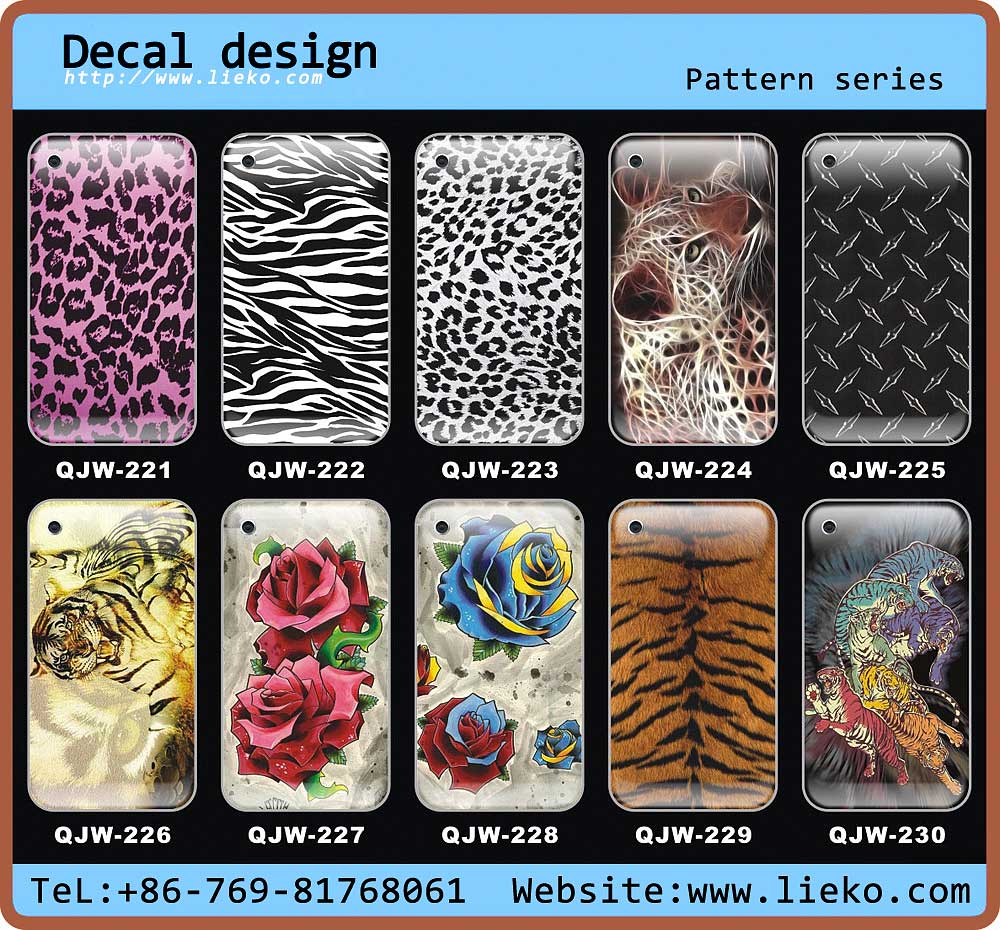 Decal design
http://www.lieko.com
Pattern series
QJW-221 QJW-222 QJW-223 QJW-224 QJW-225
QJW-226 QJW-227 QJW-228 QJW-229 QJW-230
TeL:+86-769-81768061 Website:www.lieko.com